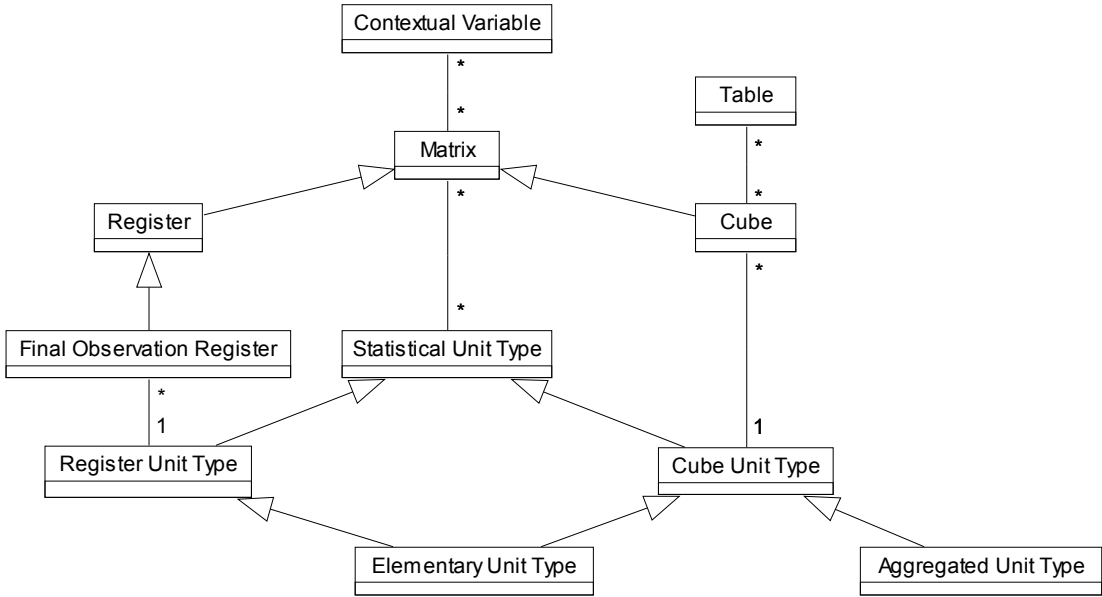 Contextual Variable
*
Table
*
Matrix
*
*
*
Register
Cube
*
*
Final Observation Register
Statistical Unit Type
*
1
1
Register Unit Type
Cube Unit Type
Elementary Unit Type
Aggregated Unit Type